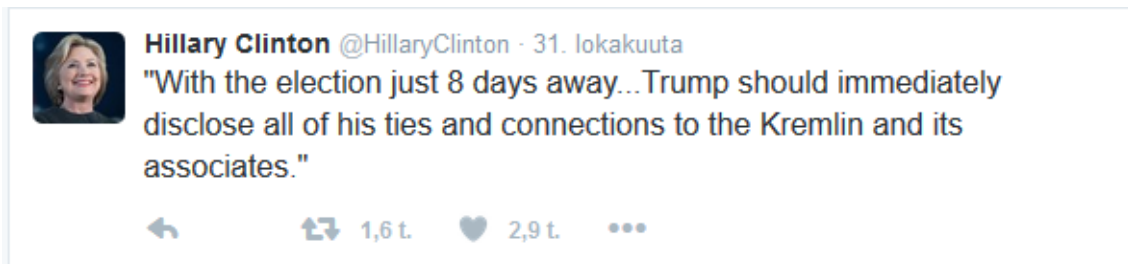 Hillary Clinton @HillaryClinton · 31. lokakuuta
"With the election just 8 days away...Trump should immediately
disclose all of his ties and connections to the Kremlin and its
associates."
1,6 t. 2,9 t.